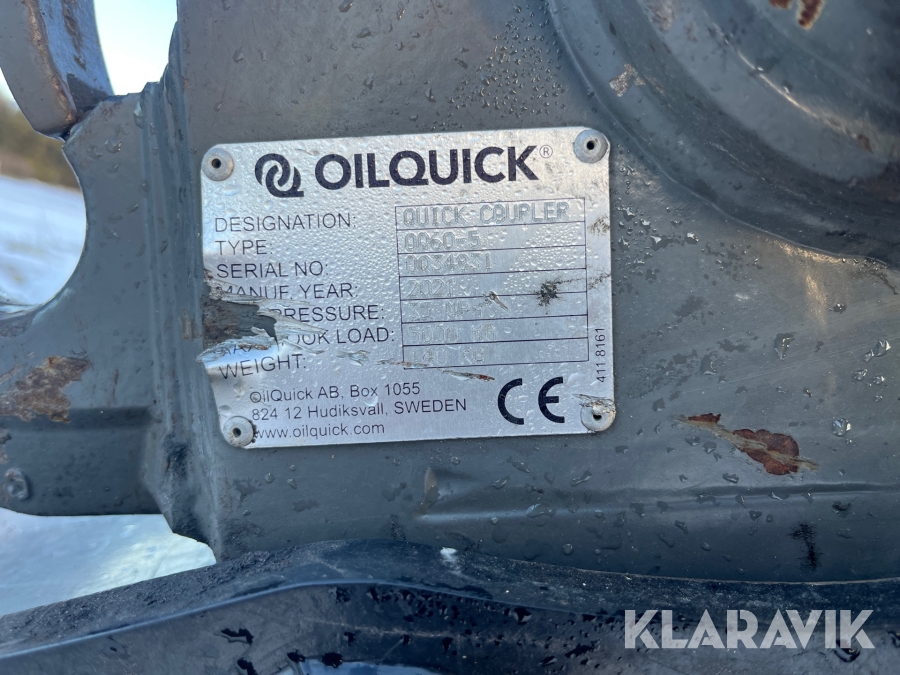 OILQUICK®
DESIGNATION: QUICK COUPLER
TYPE OQ60-5
SERIAL NO:
MANUF. YEAR
PRESSURE:
HOOK LOAD:
WEIGHT:
OilQuick AB, Box 1055
824 12 Hudiksvall, SWEDEN
www.oilquick.com
CE
411 8161
KLARAVIK